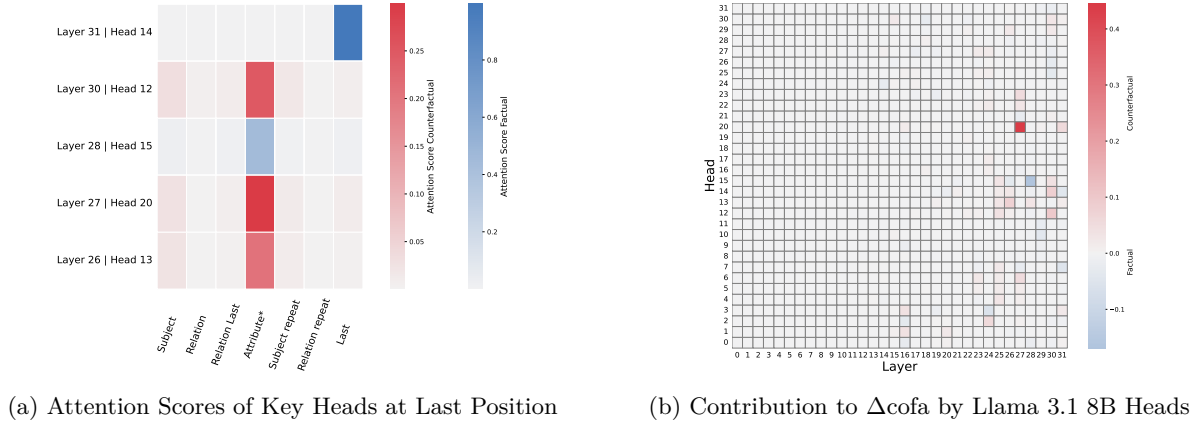 Layer 31 | Head 14
Layer 30 | Head 12
Layer 28 | Head 15
Layer 27 | Head 20
Layer 26 | Head 13
Subject
Relation
Relation Last
Attribute*
Subject repeat
Relation repeat
Last
0.25
0.20
0.15
0.10
0.05
Attention Score Counterfactual
0.8
0.6
0.4
0.2
Attention Score Factual
(a) Attention Scores of Key Heads at Last Position
Head
31
30
29
28
27
26
25
24
23
22
21
20
19
18
17
16
15
14
13
12
11
10
9
8
7
6
5
4
3
2
1
0
0 1 2 3 4 5 6 7 8 9 10 11 12 13 14 15 16 17 18 19 20 21 22 23 24 25 26 27 28 29 30 31
Layer
0.4
0.3
0.2
0.1
0.0
−0.1
Counterfactual
Factual
(b) Contribution to Δcofa by Llama 3.1 8B Heads